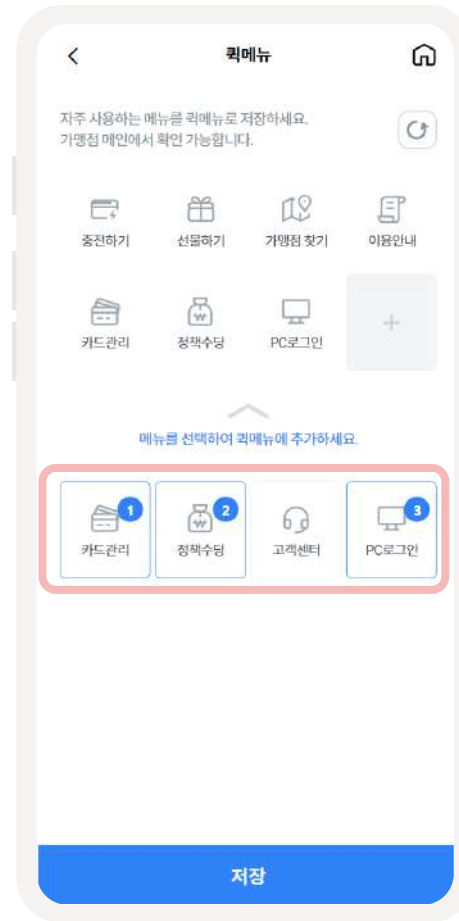 퀵메뉴
자주 사용하는 메뉴를 퀵메뉴로 저장하세요.
가맹점 메인에서 확인 가능합니다.
충전하기 선물하기 가맹점 찾기 이용안내
카드관리 정책수당 PC로그인
메뉴를 선택하여 퀵메뉴에 추가하세요.
1 2 3
카드관리 정책수당 고객센터 PC로그인
저장